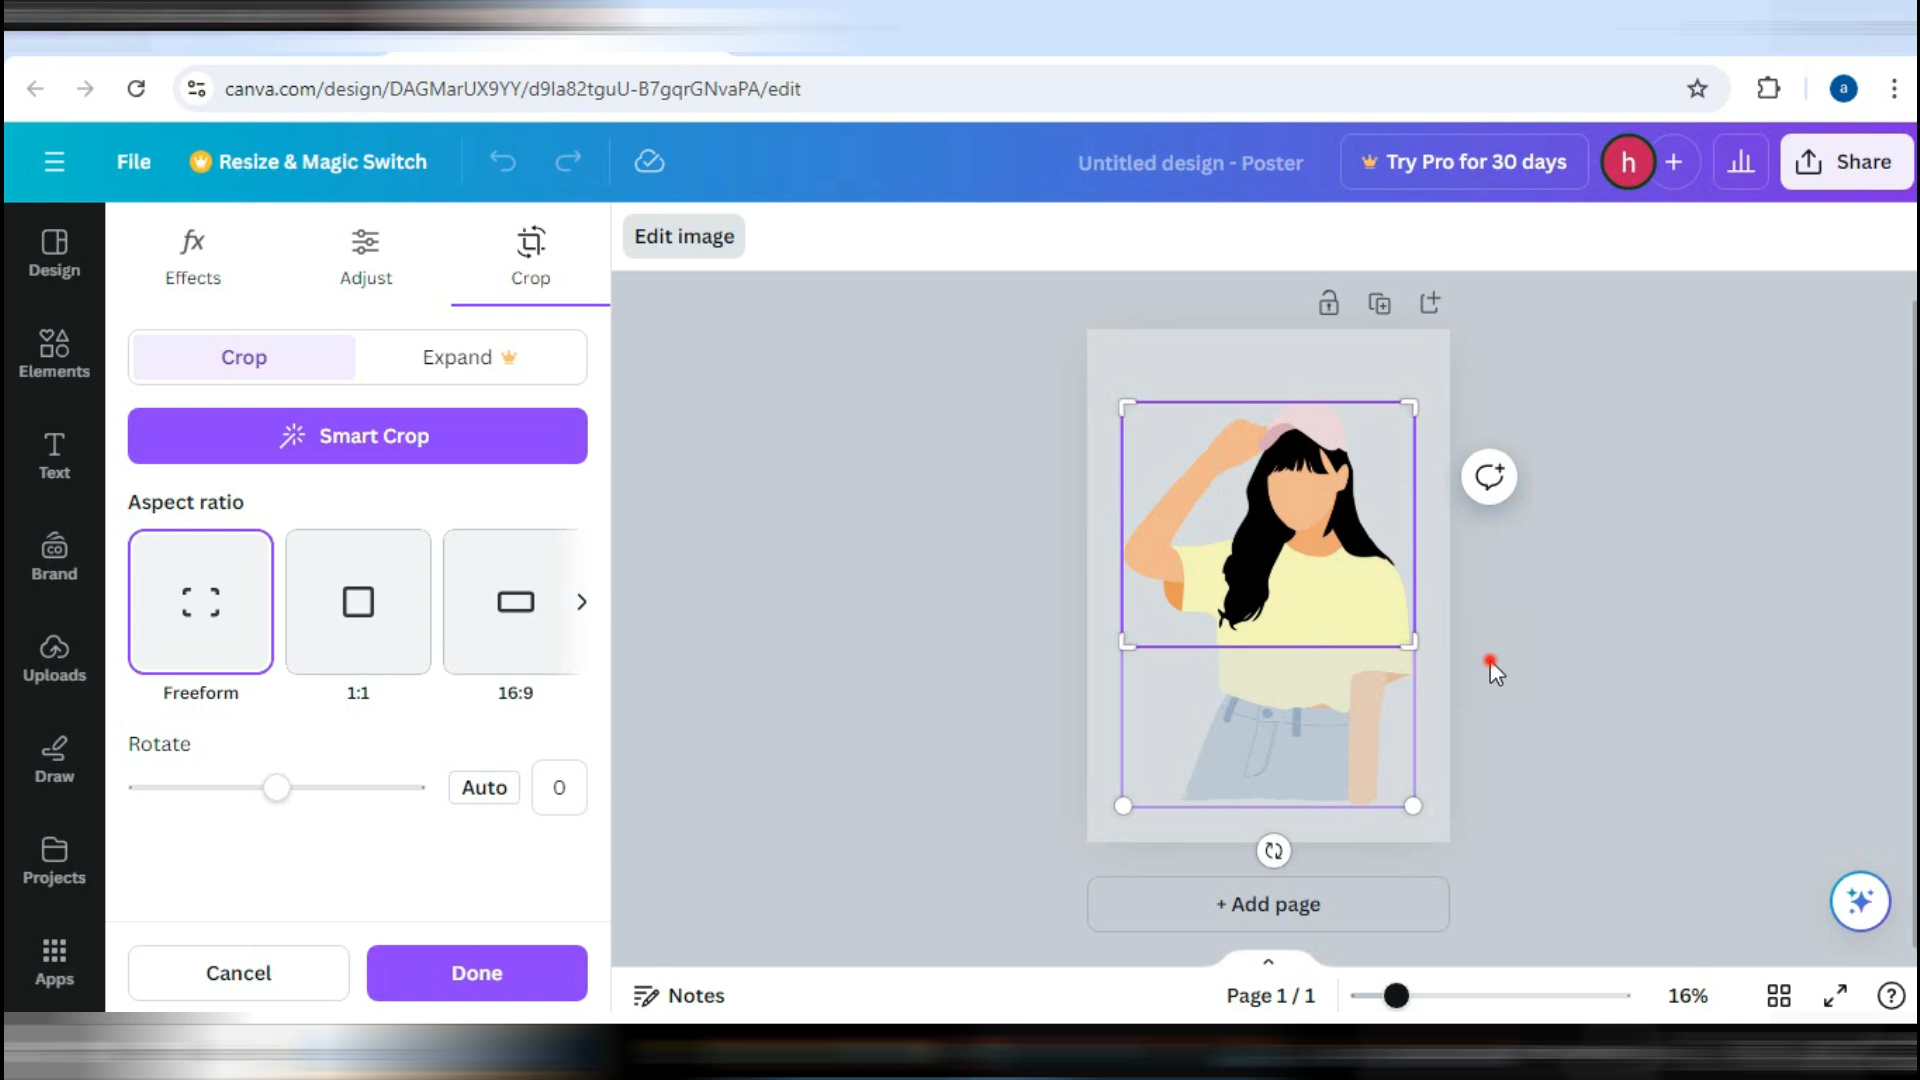 canva.com/design/DAGMarUX9YY/d9Ia82tguU-B7gqrGNvaPA/edit
a
File
Resize & Magic Switch
Untitled design - Poster
Try Pro for 30 days
h
Share
Design
Elements
Text
Brand
Uploads
Draw
Projects
Apps
Effects
Adjust
Crop
Crop
Expand
Smart Crop
Aspect ratio
Freeform
1:1
16:9
Rotate
Auto
0
Cancel
Done
Edit image
+ Add page
Notes
Page 1 / 1
16%